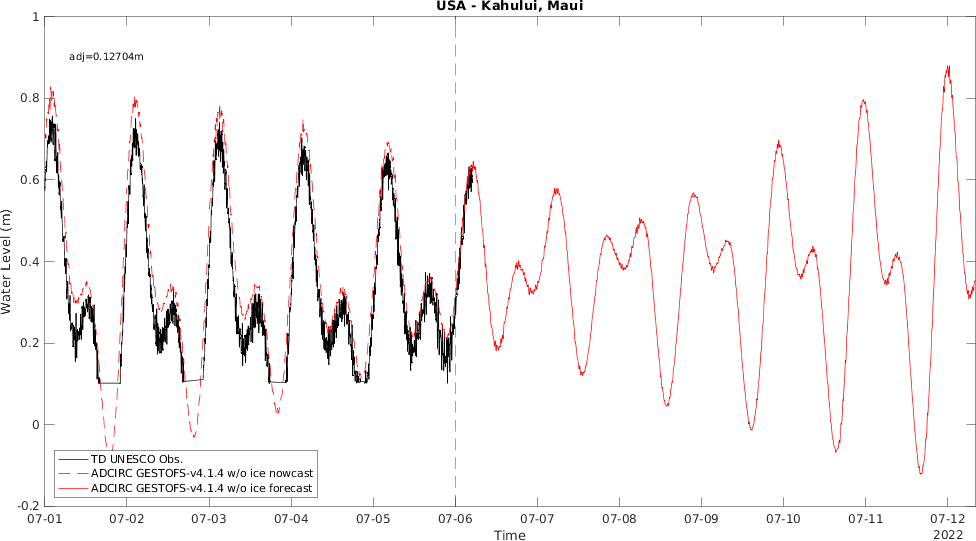 USA - Kahului, Maui
adj=0.12704m
Water Level (m)
1
0.8
0.6
0.4
0.2
0
-0.2
TD UNESCO Obs.
ADCIRC GESTOFS-v4.1.4 w/o ice nowcast
ADCIRC GESTOFS-v4.1.4 w/o ice forecast
07-01 07-02 07-03 07-04 07-05 07-06 07-07 07-08 07-09 07-10 07-11 07-12
Time 2022